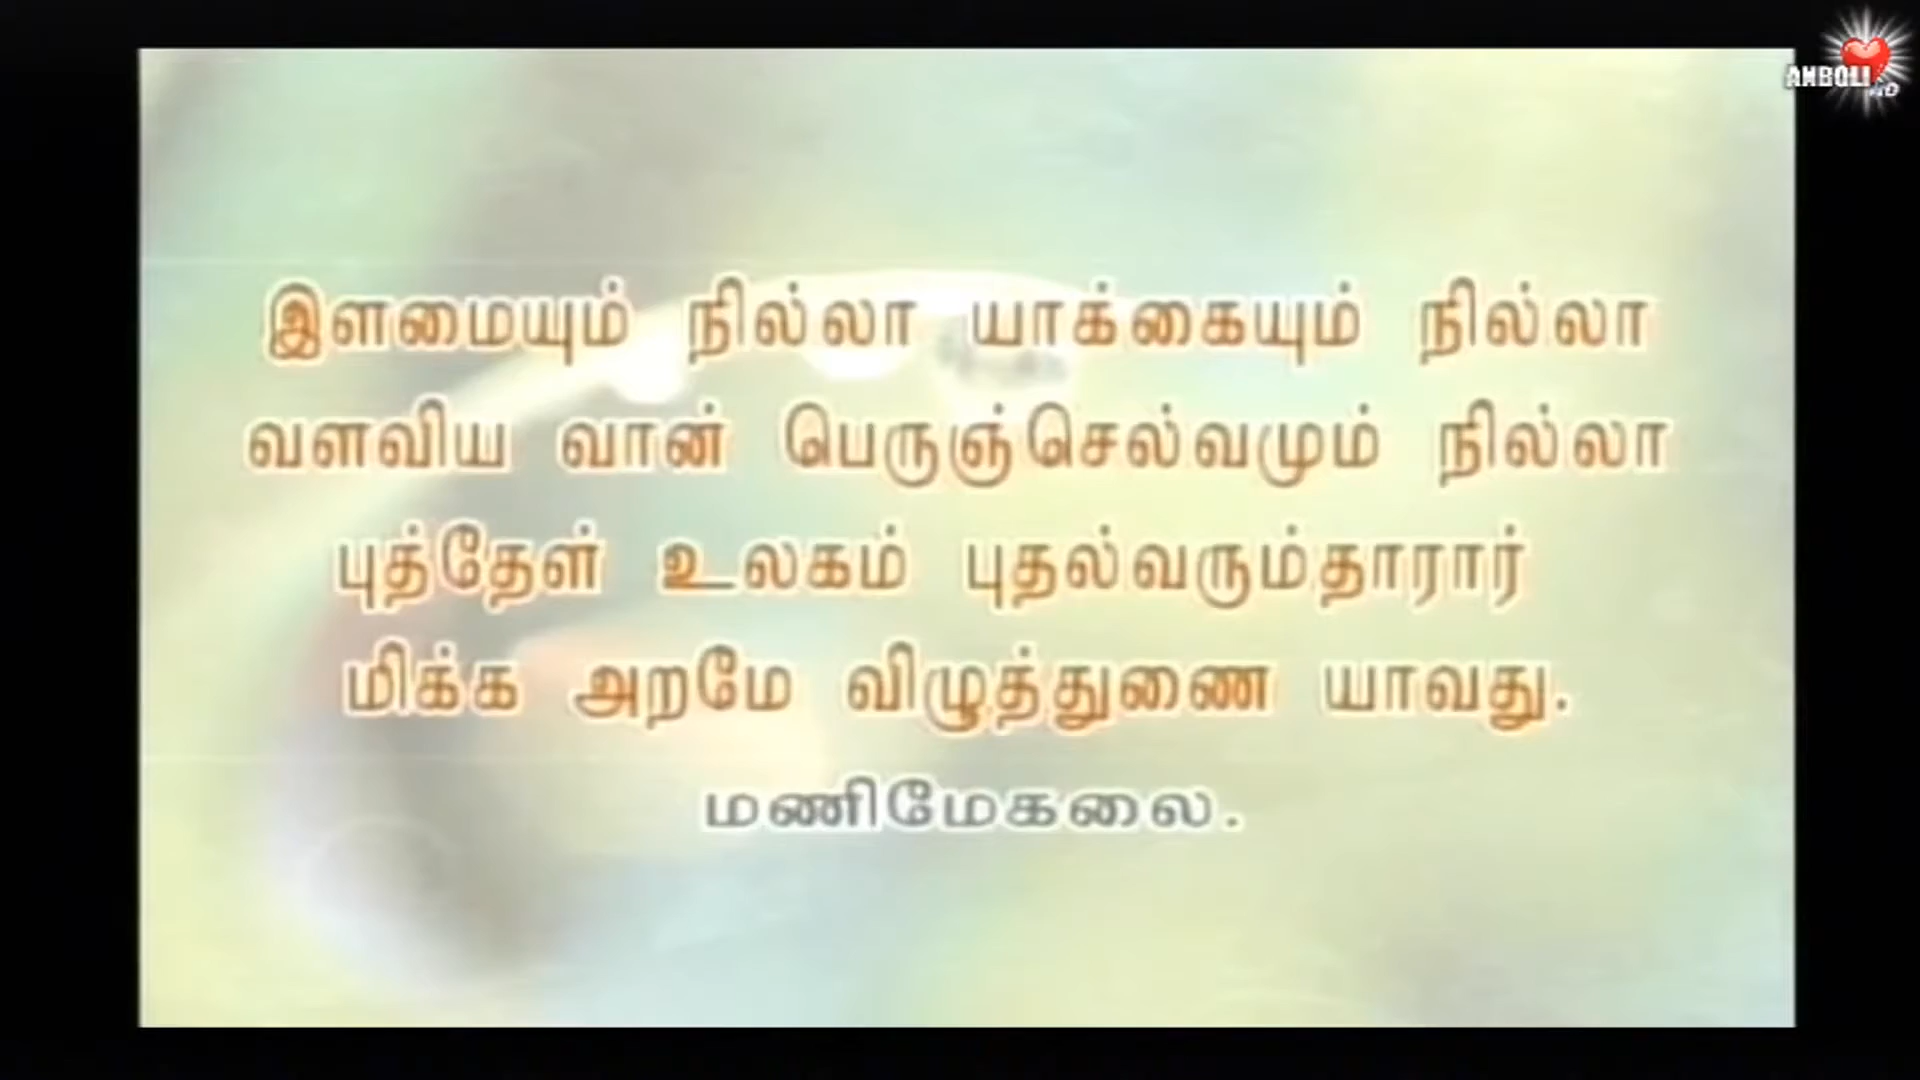 ANBOLI HD
இளமையும் நில்லா யாக்கையும் நில்லா
வளவிய வான் பெருஞ்செல்வமும் நில்லா
புத்தேள் உலகம் புதல்வரும்தாரார்
மிக்க அறமே விழுத்துணை யாவது.
மணிமேகலை.